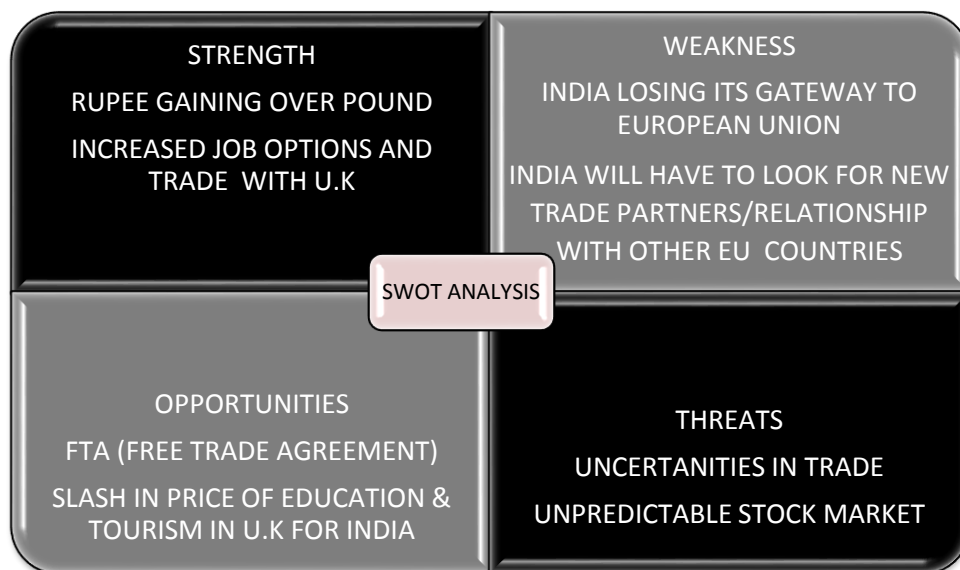 STRENGTH
RUPEE GAINING OVER POUND
INCREASED JOB OPTIONS AND
TRADE WITH U.K
WEAKNESS
INDIA LOSING ITS GATEWAY TO
EUROPEAN UNION
INDIA WILL HAVE TO LOOK FOR NEW
TRADE PARTNERS/RELATIONSHIP
WITH OTHER EU COUNTRIES
SWOT ANALYSIS
OPPORTUNITIES
FTA (FREE TRADE AGREEMENT)
SLASH IN PRICE OF EDUCATION &
TOURISM IN U.K FOR INDIA
THREATS
UNCERTANITIES IN TRADE
UNPREDICTABLE STOCK MARKET